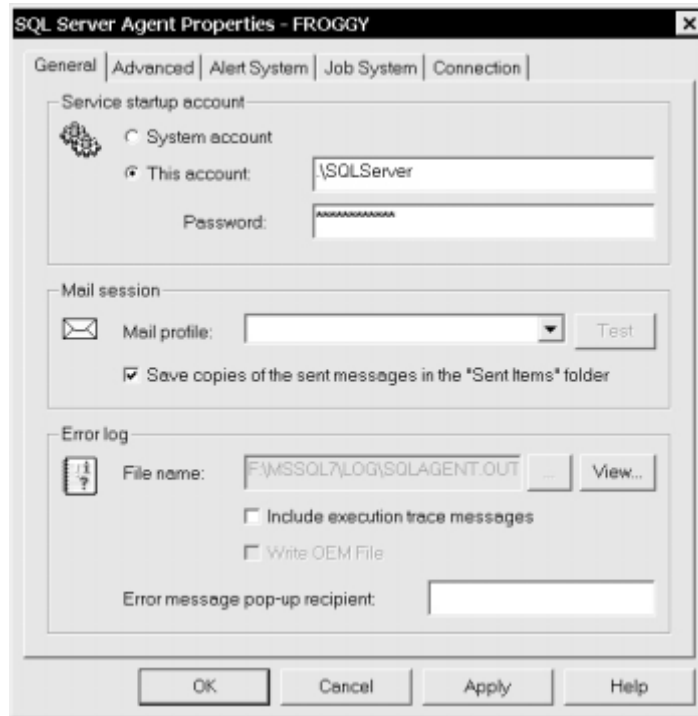 SQL Server Agent Properties - FROGGY
General Advanced Alert System Job System Connection
Service startup account
System account
This account: .\SQLServer
Password: ************
Mail session
Mail profile: Test
Save copies of the sent messages in the "Sent Items" folder
Error log
File name: F:\MSSQL7\LOG\SQLAGENT.OUT ... View...
Include execution trace messages
Write OEM File
Error message pop-up recipient:
OK Cancel Apply Help